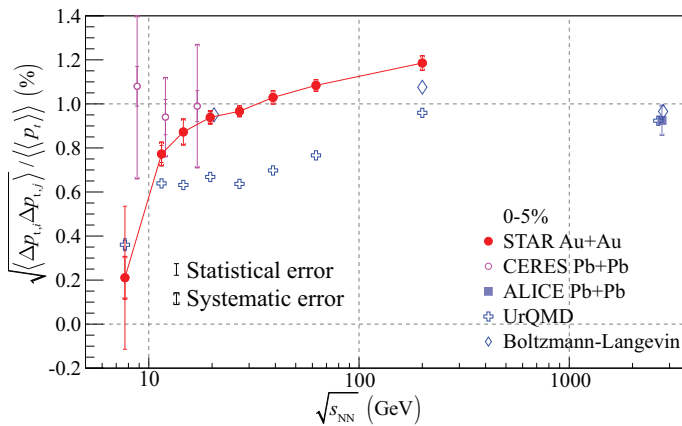 √⟨Δp_{t,i}Δp_{t,j}⟩ / ⟨⟨p_t⟩⟩ (%)
1.4
1.2
1.0
0.8
0.6
0.4
0.2
0.0
-0.2
0-5%
STAR Au+Au
CERES Pb+Pb
ALICE Pb+Pb
UrQMD
Boltzmann-Langevin
Statistical error
Systematic error
10 100 1000
√s_{NN} (GeV)